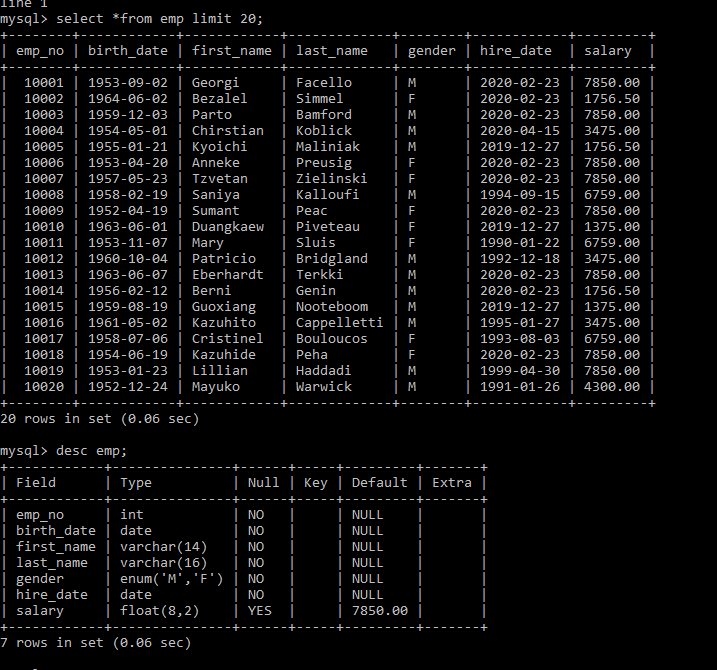 line 1
mysql> select *from emp limit 20;
+--------+------------+------------+-------------+--------+------------+---------+
| emp_no | birth_date | first_name | last_name | gender | hire_date | salary |
+--------+------------+------------+-------------+--------+------------+---------+
| 10001 | 1953-09-02 | Georgi | Facello | M | 2020-02-23 | 7850.00 |
| 10002 | 1964-06-02 | Bezalel | Simmel | F | 2020-02-23 | 1756.50 |
| 10003 | 1959-12-03 | Parto | Bamford | M | 2020-02-23 | 7850.00 |
| 10004 | 1954-05-01 | Chirstian | Koblick | M | 2020-04-15 | 3475.00 |
| 10005 | 1955-01-21 | Kyoichi | Maliniak | M | 2019-12-27 | 1756.50 |
| 10006 | 1953-04-20 | Anneke | Preusig | F | 2020-02-23 | 7850.00 |
| 10007 | 1957-05-23 | Tzvetan | Zielinski | F | 2020-02-23 | 7850.00 |
| 10008 | 1958-02-19 | Saniya | Kalloufi | M | 1994-09-15 | 6759.00 |
| 10009 | 1952-04-19 | Sumant | Peac | F | 2020-02-23 | 7850.00 |
| 10010 | 1963-06-01 | Duangkaew | Piveteau | F | 2019-12-27 | 1375.00 |
| 10011 | 1953-11-07 | Mary | Sluis | F | 1990-01-22 | 6759.00 |
| 10012 | 1960-10-04 | Patricio | Bridgland | M | 1992-12-18 | 3475.00 |
| 10013 | 1963-06-07 | Eberhardt | Terkki | M | 2020-02-23 | 7850.00 |
| 10014 | 1956-02-12 | Berni | Genin | M | 2020-02-23 | 1756.50 |
| 10015 | 1959-08-19 | Guoxiang | Nooteboom | M | 2019-12-27 | 1375.00 |
| 10016 | 1961-05-02 | Kazuhito | Cappelletti | M | 1995-01-27 | 3475.00 |
| 10017 | 1958-07-06 | Cristinel | Bouloucos | F | 1993-08-03 | 6759.00 |
| 10018 | 1954-06-19 | Kazuhide | Peha | F | 2020-02-23 | 7850.00 |
| 10019 | 1953-01-23 | Lillian | Haddadi | M | 1999-04-30 | 7850.00 |
| 10020 | 1952-12-24 | Mayuko | Warwick | M | 1991-01-26 | 4300.00 |
+--------+------------+------------+-------------+--------+------------+---------+
20 rows in set (0.06 sec)
mysql> desc emp;
+------------+---------------+------+-----+---------+-------+
| Field | Type | Null | Key | Default | Extra |
+------------+---------------+------+-----+---------+-------+
| emp_no | int | NO | | NULL | |
| birth_date | date | NO | | NULL | |
| first_name | varchar(14) | NO | | NULL | |
| last_name | varchar(16) | NO | | NULL | |
| gender | enum('M','F') | NO | | NULL | |
| hire_date | date | NO | | NULL | |
| salary | float(8,2) | YES | | 7850.00 | |
+------------+---------------+------+-----+---------+-------+
7 rows in set (0.06 sec)